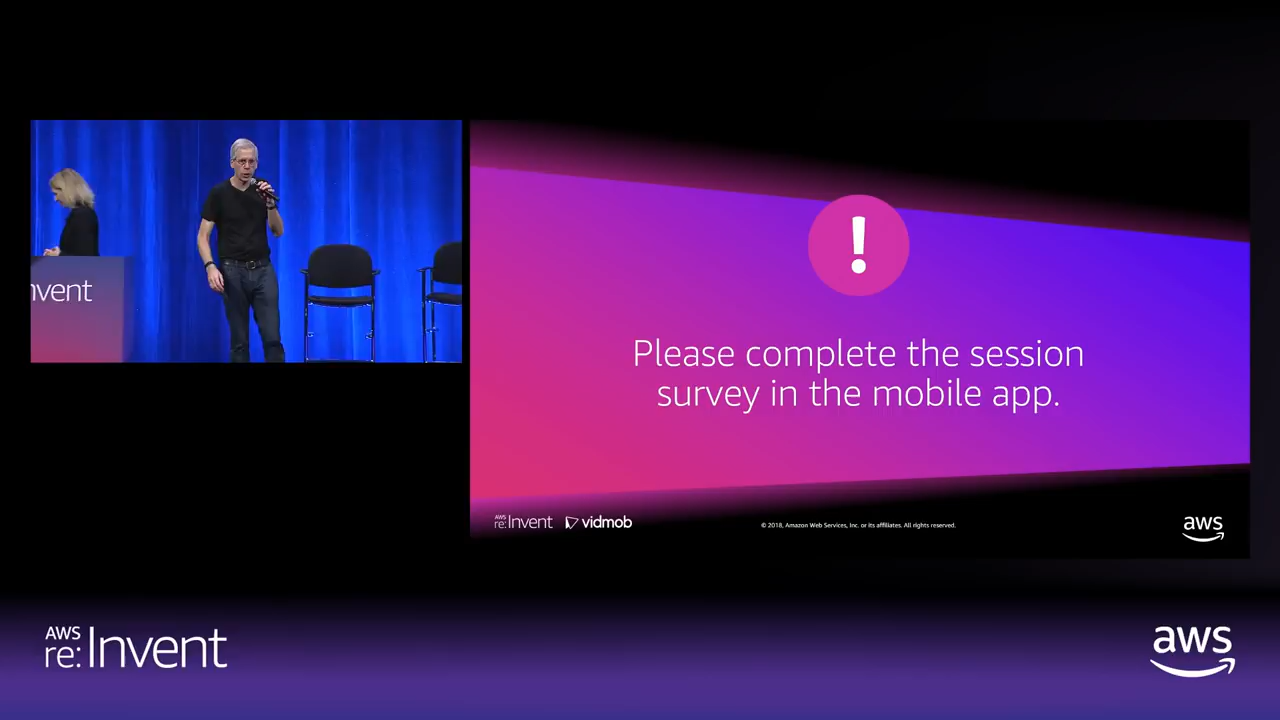 nvent
!
Please complete the session
survey in the mobile app.
AWS
re:Invent
vidmob
© 2018, Amazon Web Services, Inc. or its affiliates. All rights reserved.
aws
AWS
re:Invent
aws